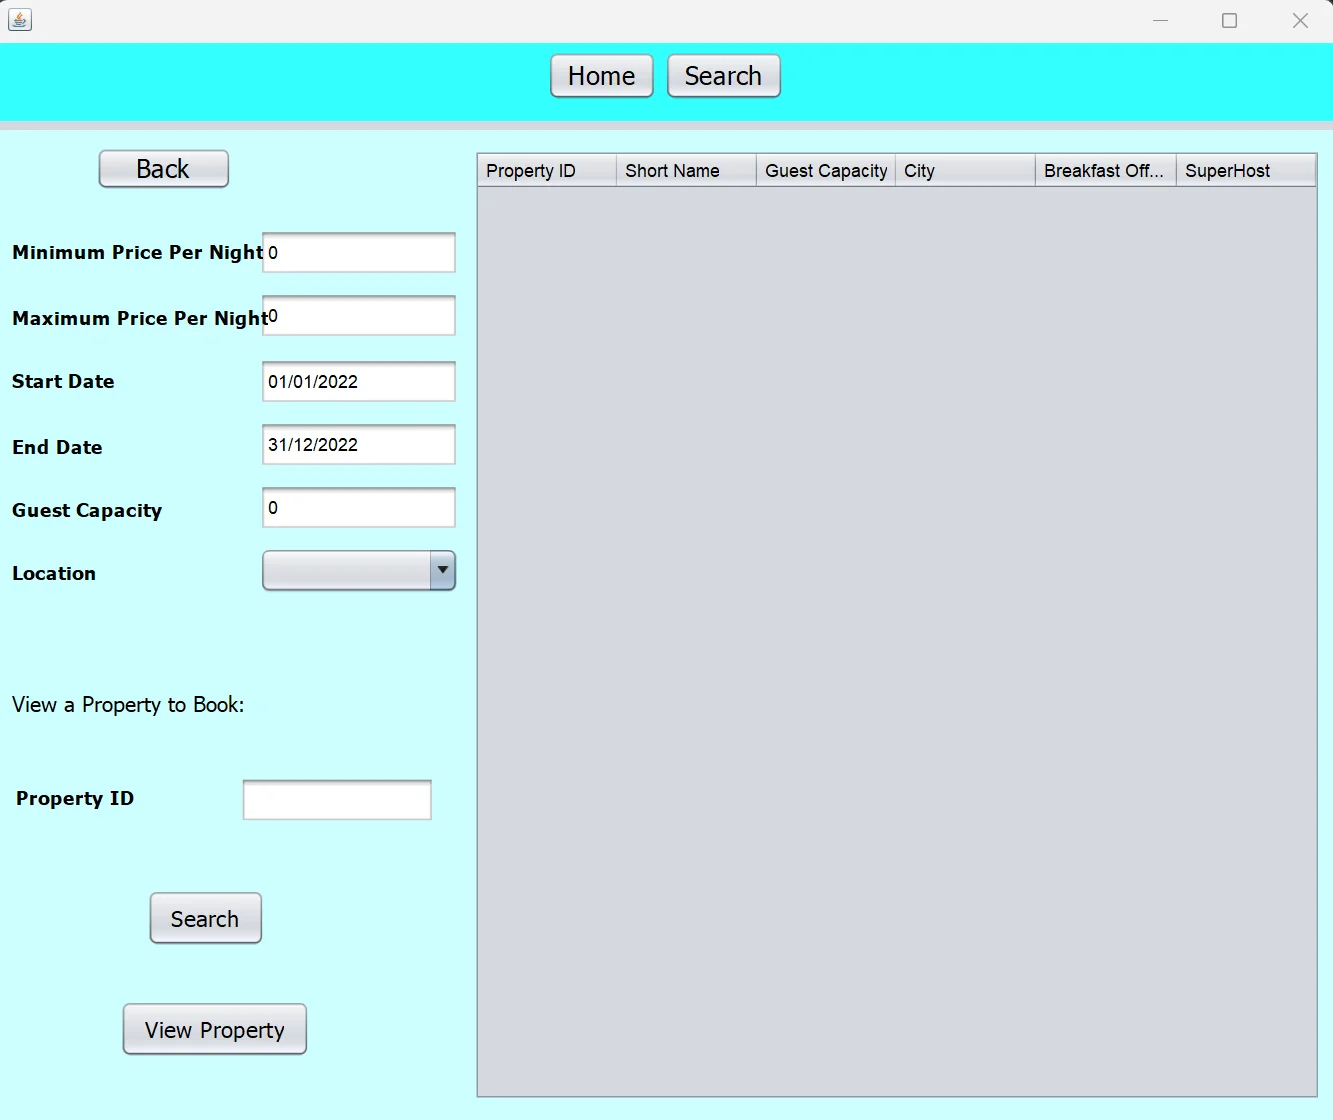 Home Search
Back
Property ID Short Name Guest Capacity City Breakfast Off... SuperHost
Minimum Price Per Night 0
Maximum Price Per Night 0
Start Date 01/01/2022
End Date 31/12/2022
Guest Capacity 0
Location
View a Property to Book:
Property ID
Search
View Property